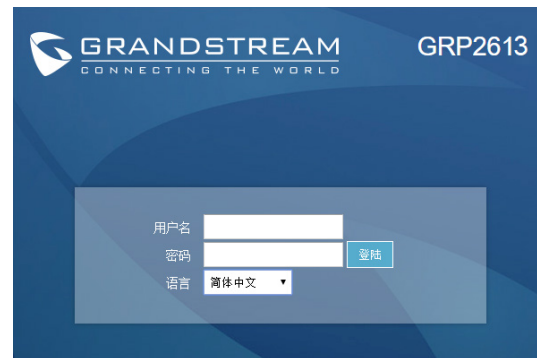 GRANDSTREAM
CONNECTING THE WORLD
GRP2613
用户名
密码
登陆
语言
简体中文